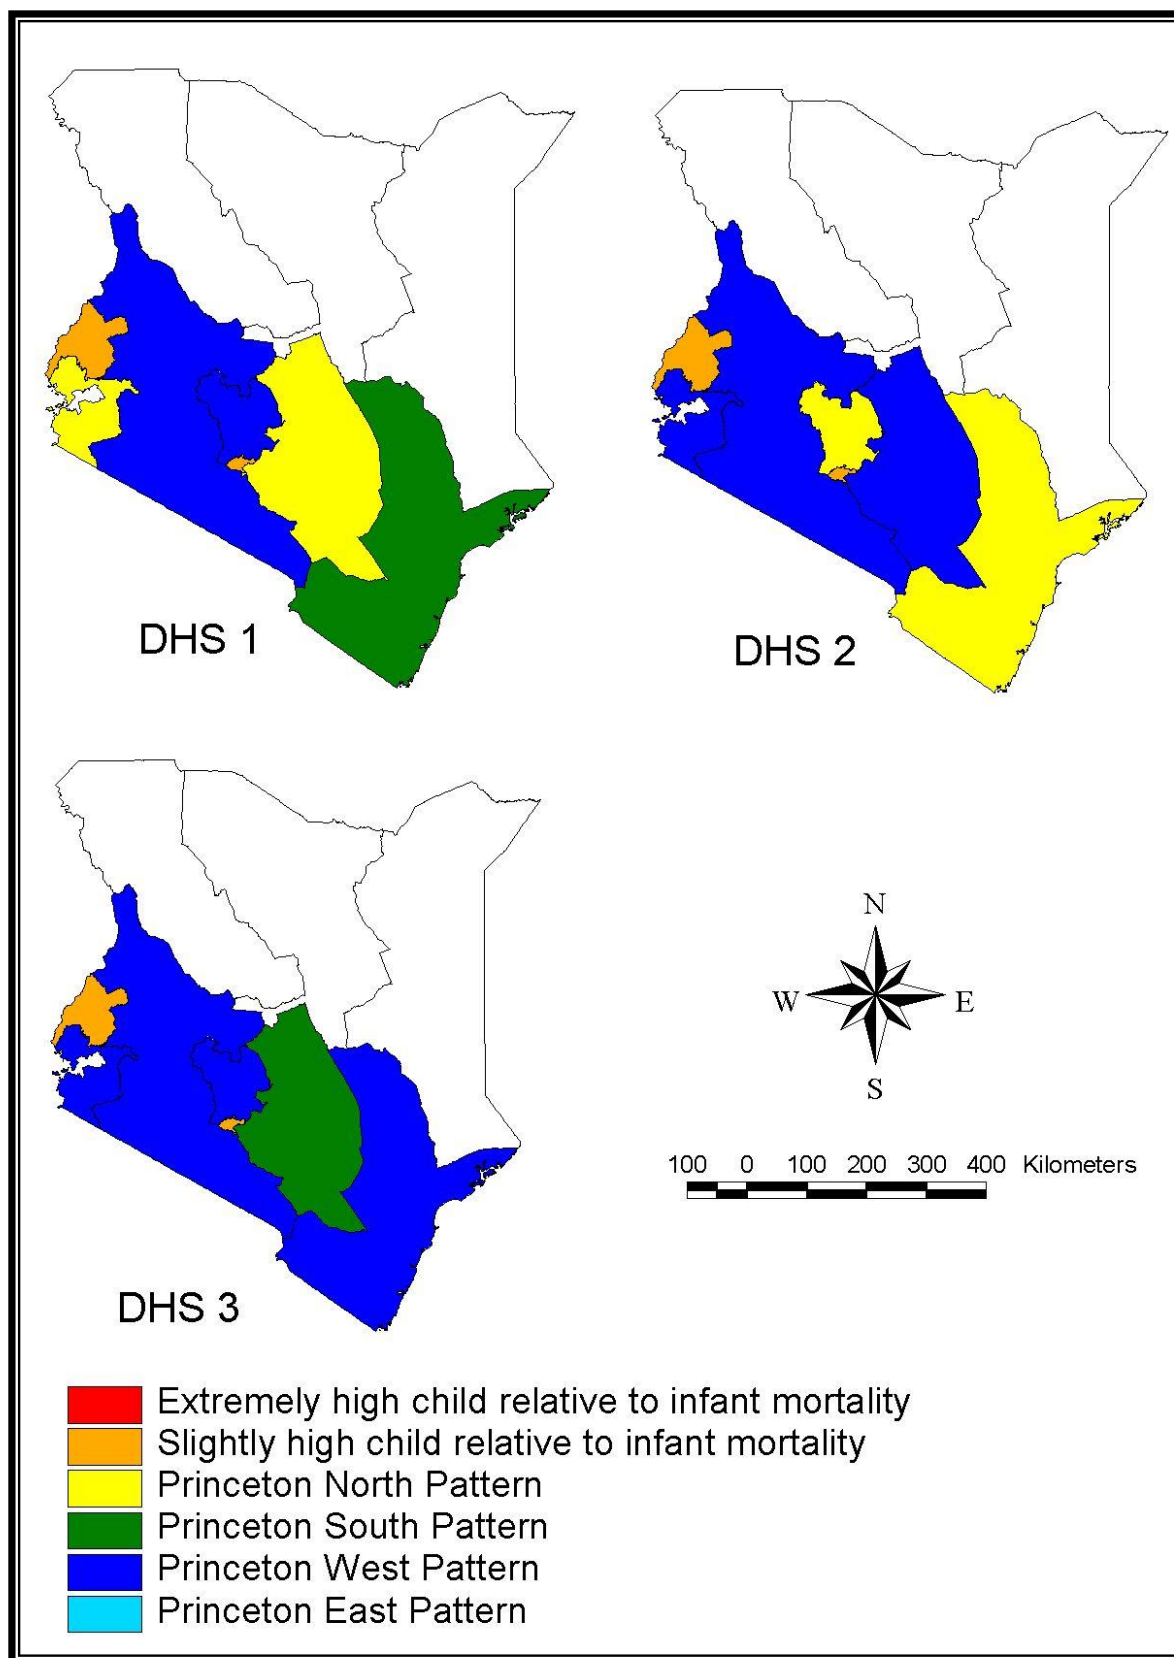 DHS 1
DHS 2
DHS 3
N
W
E
S
100 0 100 200 300 400 Kilometers
Extremely high child relative to infant mortality
Slightly high child relative to infant mortality
Princeton North Pattern
Princeton South Pattern
Princeton West Pattern
Princeton East Pattern